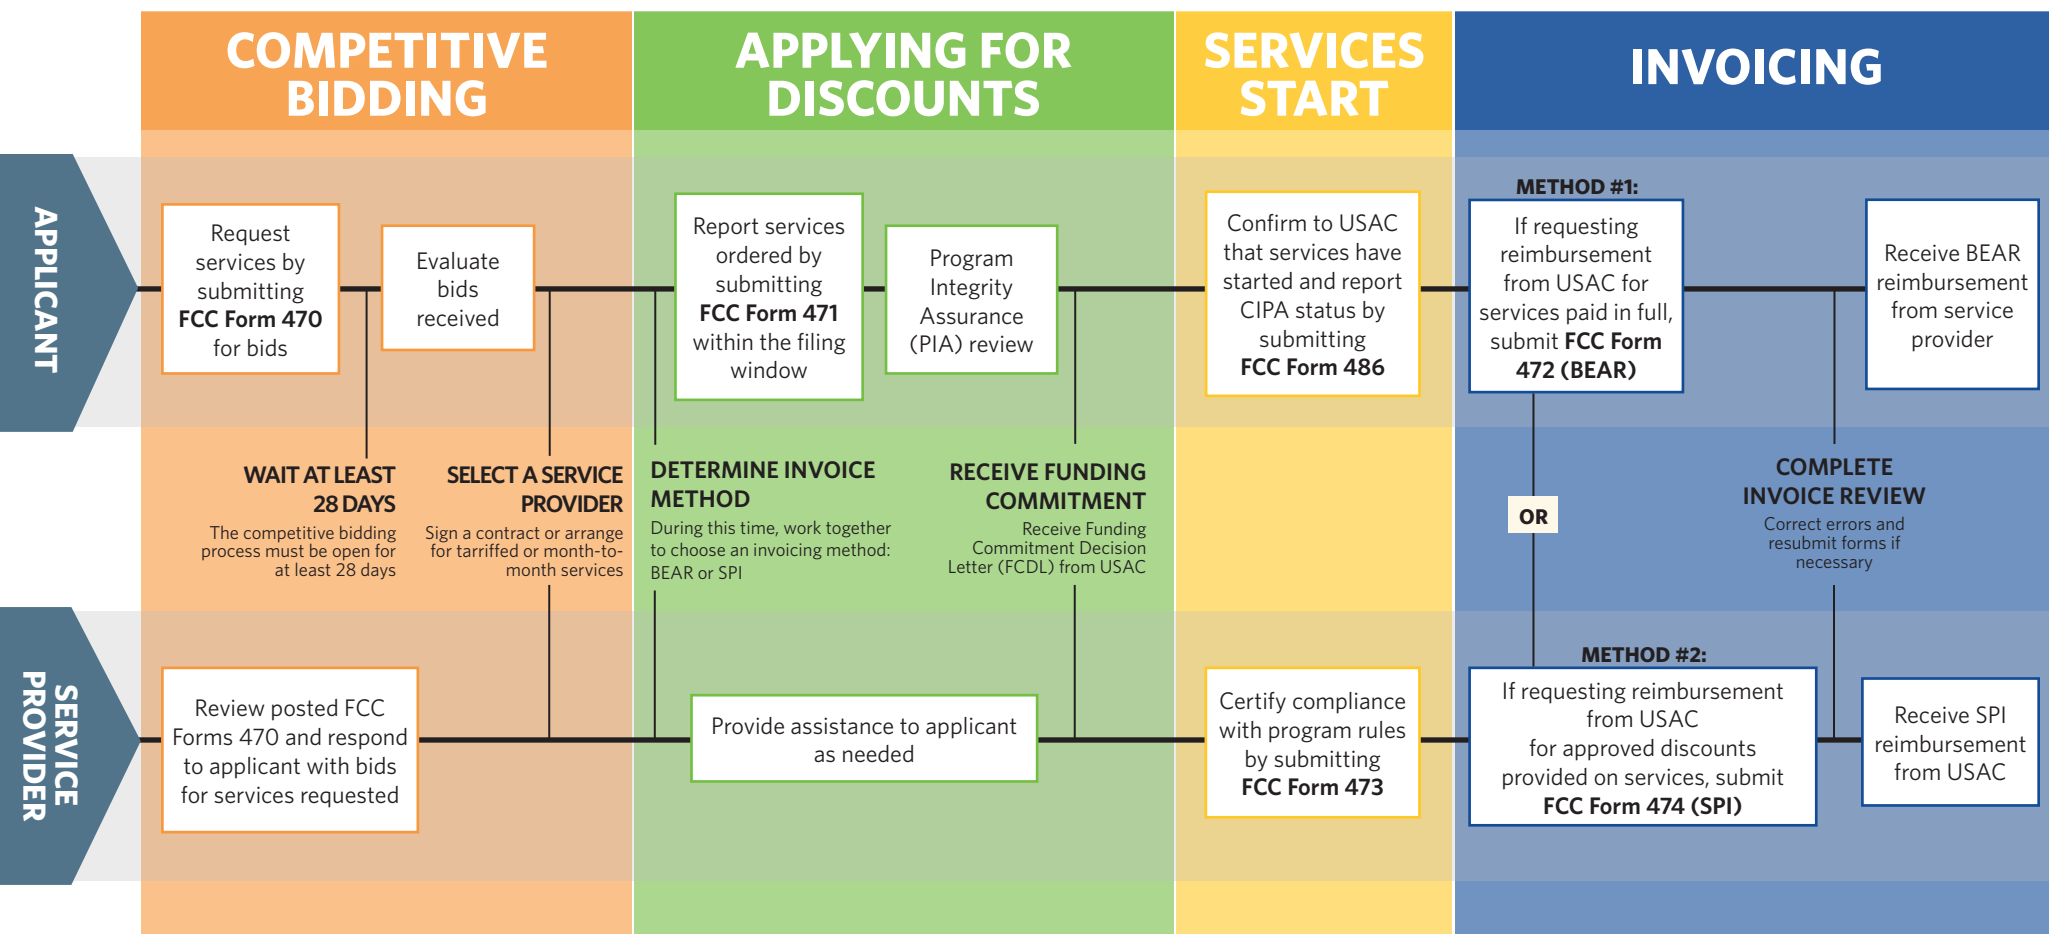 COMPETITIVE
BIDDING
APPLYING FOR
DISCOUNTS
SERVICES
START
INVOICING
APPLICANT
Request
services by
submitting
FCC Form 470
for bids
Evaluate
bids
received
Report services
ordered by
submitting
FCC Form 471
within the filing
window
Program
Integrity
Assurance
(PIA) review
Confirm to USAC
that services have
started and report
CIPA status by
submitting
FCC Form 486
METHOD #1:
If requesting
reimbursement
from USAC for
services paid in full,
submit FCC Form
472 (BEAR)
Receive BEAR
reimbursement
from service
provider
WAIT AT LEAST
28 DAYS
The competitive bidding
process must be open for
at least 28 days
SELECT A SERVICE
PROVIDER
Sign a contract or arrange
for tarriffed or month-to-
month services
DETERMINE INVOICE
METHOD
During this time, work together
to choose an invoicing method:
BEAR or SPI
RECEIVE FUNDING
COMMITMENT
Receive Funding
Commitment Decision
Letter (FCDL) from USAC
OR
COMPLETE
INVOICE REVIEW
Correct errors and
resubmit forms if
necessary
SERVICE
PROVIDER
Review posted FCC
Forms 470 and respond
to applicant with bids
for services requested
Provide assistance to applicant
as needed
Certify compliance
with program rules
by submitting
FCC Form 473
METHOD #2:
If requesting reimbursement
from USAC
for approved discounts
provided on services, submit
FCC Form 474 (SPI)
Receive SPI
reimbursement
from USAC